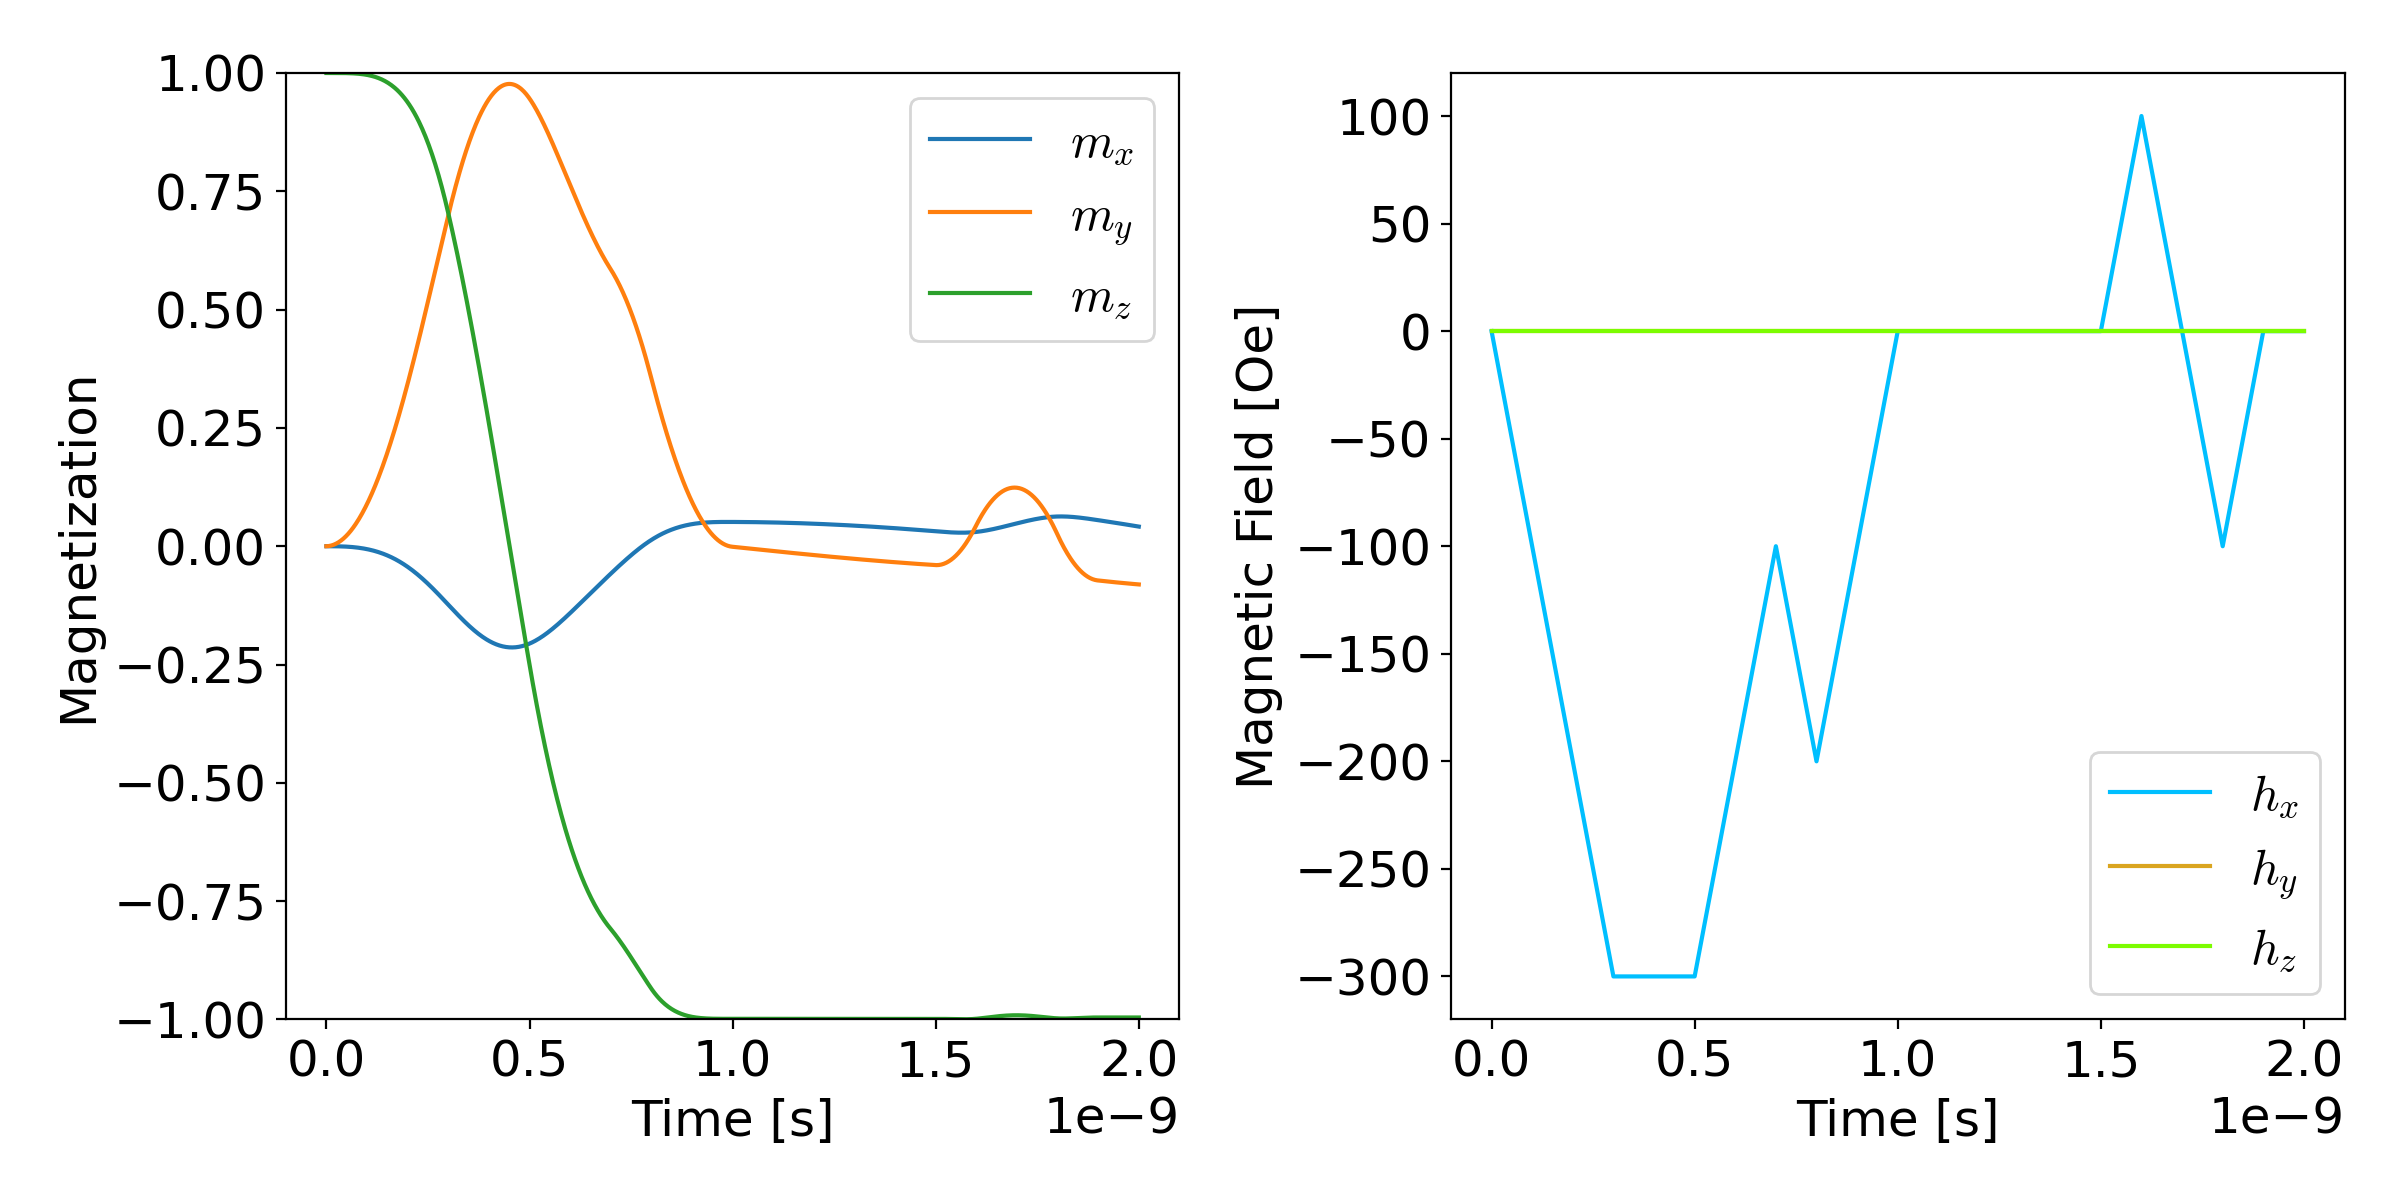 Magnetization
1.00
0.75
0.50
0.25
0.00
−0.25
−0.50
−0.75
−1.00
0.0 0.5 1.0 1.5 2.0
Time [s]
1e−9
m_x
m_y
m_z
Magnetic Field [Oe]
100
50
0
−50
−100
−150
−200
−250
−300
0.0 0.5 1.0 1.5 2.0
Time [s]
1e−9
h_x
h_y
h_z